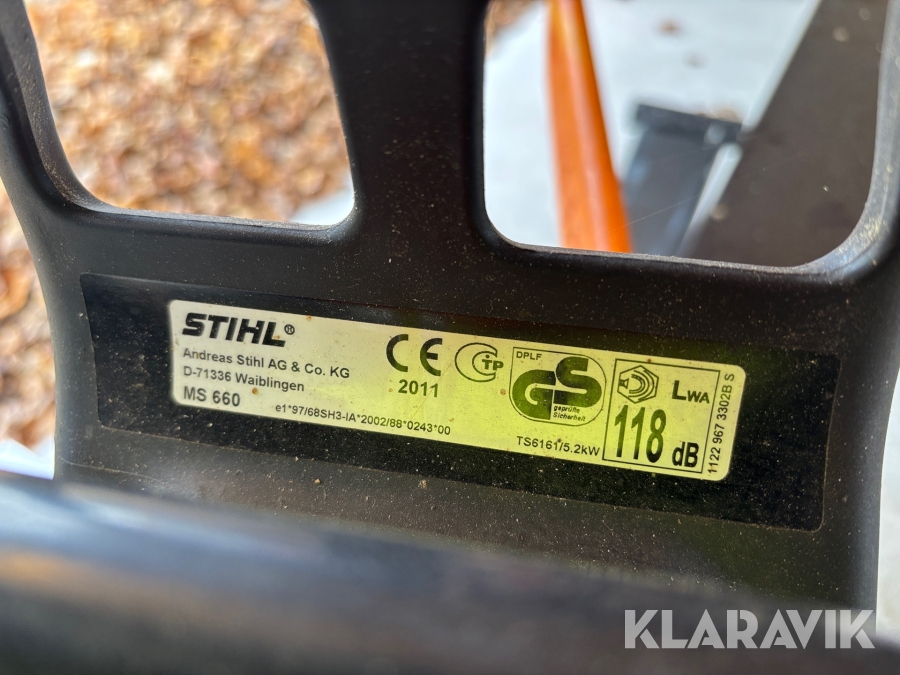 STIHL®
Andreas Stihl AG & Co. KG
D-71336 Waiblingen
MS 660
e1*97/68SH3-IA*2002/88*0243*00
CE
2011
CTP
DPLF
GS
geprüfte
Sicherheit
TS6161/5.2kW
LWA
118 dB
1122 967 3302B S
KLARAVIK